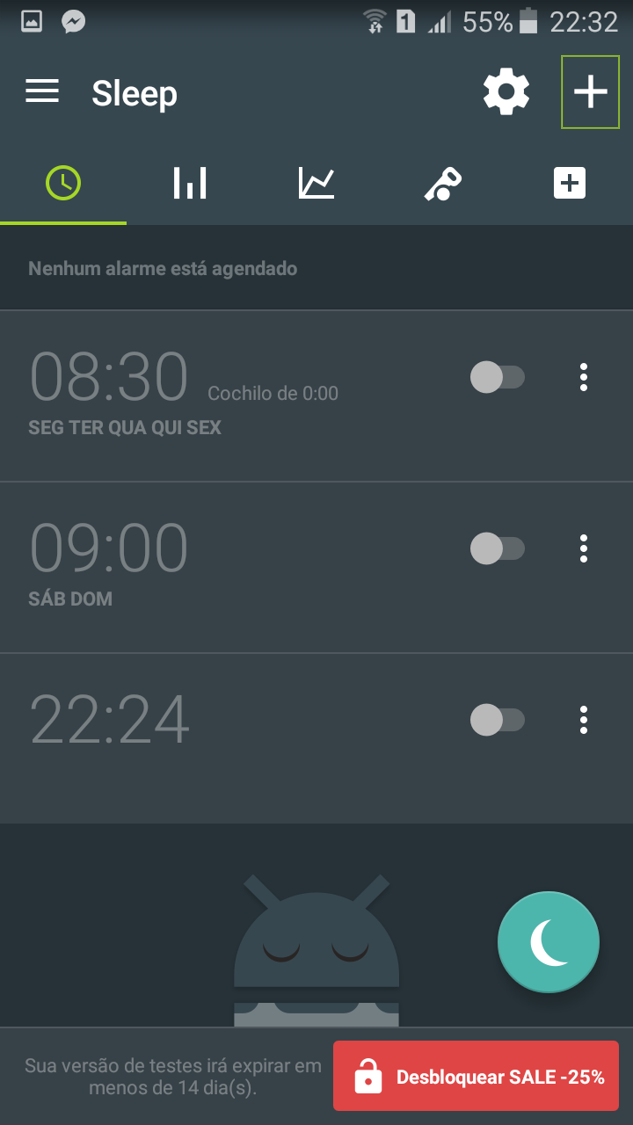 1 55% 22:32
Sleep
Nenhum alarme está agendado
08:30 Cochilo de 0:00
SEG TER QUA QUI SEX
09:00
SÁB DOM
22:24
Sua versão de testes irá expirar em
menos de 14 dia(s).
Desbloquear SALE -25%